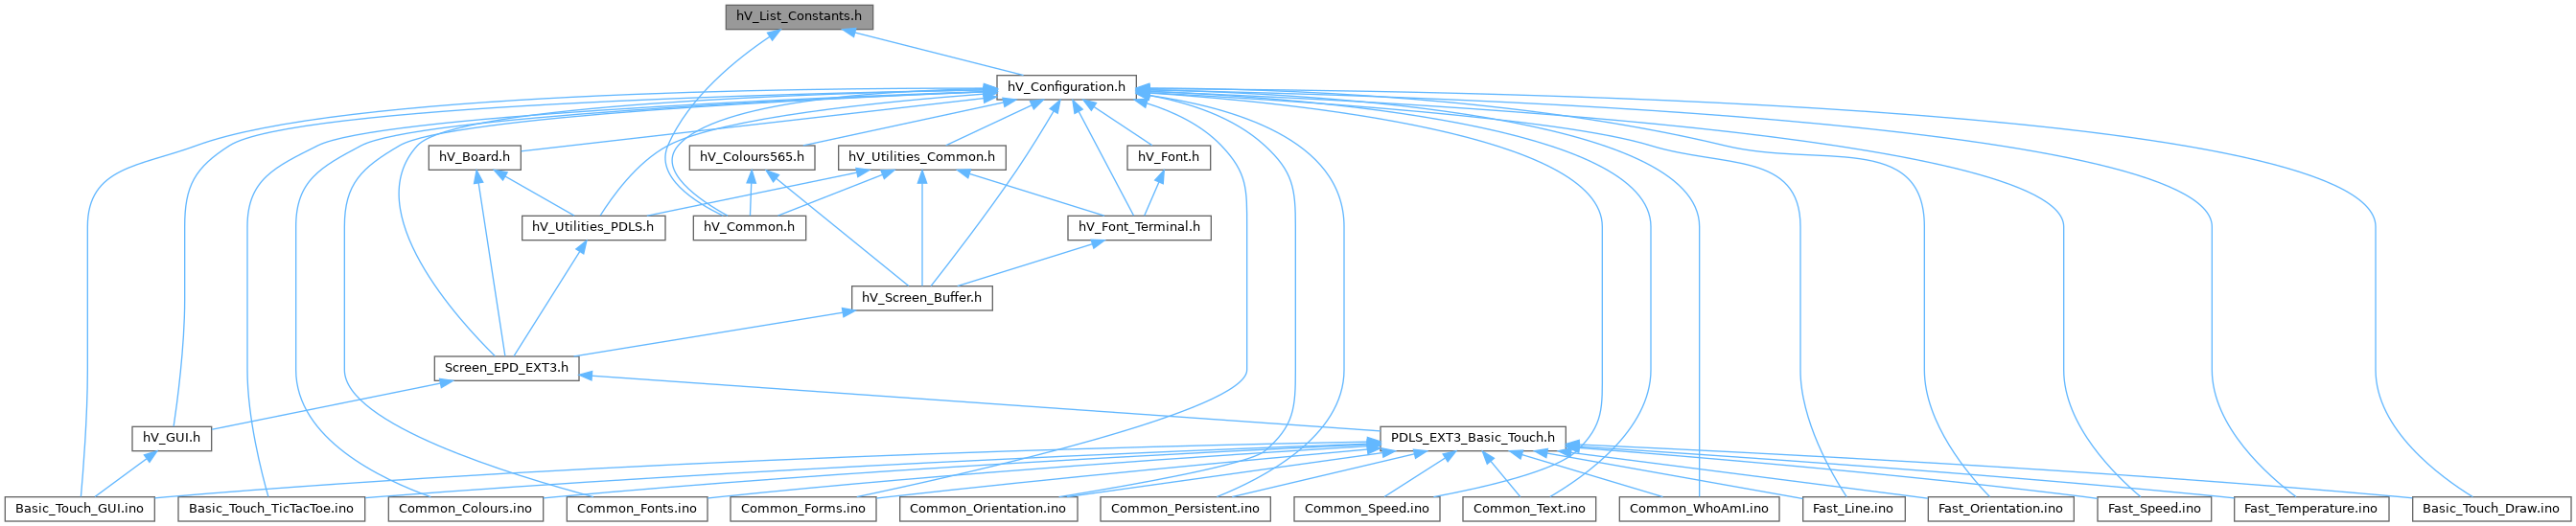 hV_List_Constants.h
hV_Configuration.h
hV_Board.h
hV_Colours565.h
hV_Utilities_Common.h
hV_Font.h
hV_Utilities_PDLS.h
hV_Common.h
hV_Font_Terminal.h
hV_Screen_Buffer.h
Screen_EPD_EXT3.h
hV_GUI.h
PDLS_EXT3_Basic_Touch.h
Basic_Touch_GUI.ino
Basic_Touch_TicTacToe.ino
Common_Colours.ino
Common_Fonts.ino
Common_Forms.ino
Common_Orientation.ino
Common_Persistent.ino
Common_Speed.ino
Common_Text.ino
Common_WhoAmI.ino
Fast_Line.ino
Fast_Orientation.ino
Fast_Speed.ino
Fast_Temperature.ino
Basic_Touch_Draw.ino